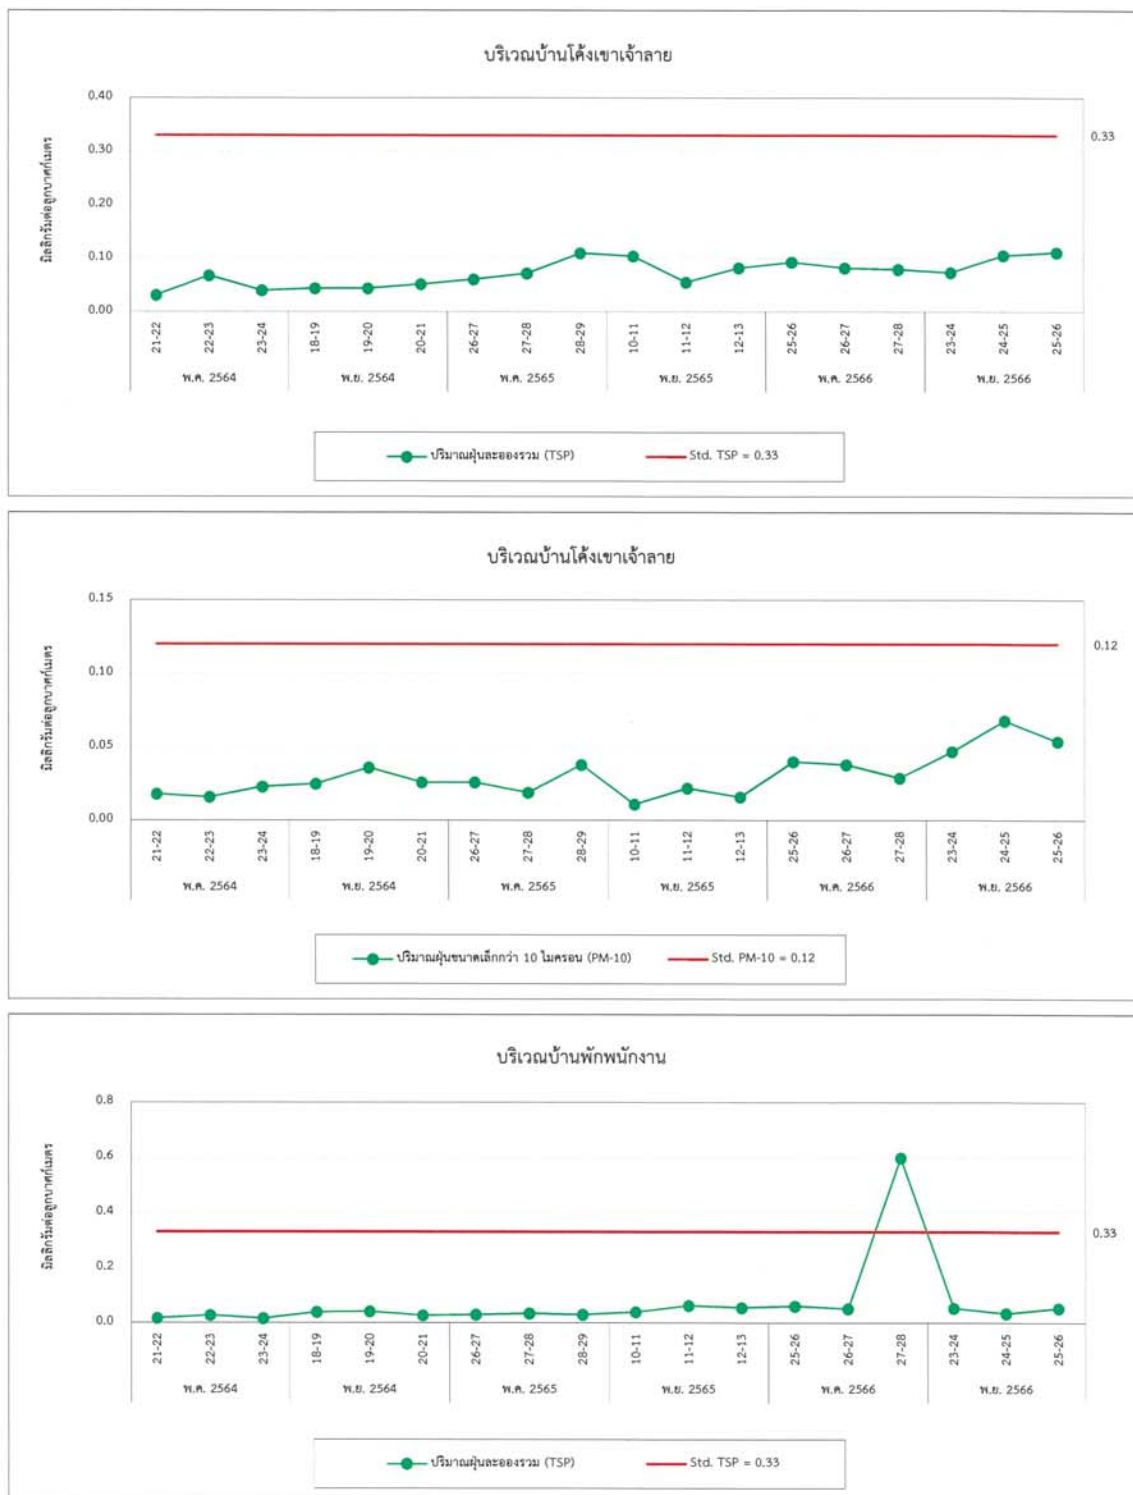 บริเวณบ้านโค้งเขาเจ้าลาย
มิลลิกรัมต่อลูกบาศก์เมตร
0.40
0.30
0.20
0.10
0.00
0.33
21-22 22-23 23-24 18-19 19-20 20-21 26-27 27-28 28-29 10-11 11-12 12-13 25-26 26-27 27-28 23-24 24-25 25-26
พ.ค. 2564 พ.ย. 2564 พ.ค. 2565 พ.ย. 2565 พ.ค. 2566 พ.ย. 2566
ปริมาณฝุ่นละอองรวม (TSP) Std. TSP = 0.33
บริเวณบ้านโค้งเขาเจ้าลาย
มิลลิกรัมต่อลูกบาศก์เมตร
0.15
0.10
0.05
0.00
0.12
21-22 22-23 23-24 18-19 19-20 20-21 26-27 27-28 28-29 10-11 11-12 12-13 25-26 26-27 27-28 23-24 24-25 25-26
พ.ค. 2564 พ.ย. 2564 พ.ค. 2565 พ.ย. 2565 พ.ค. 2566 พ.ย. 2566
ปริมาณฝุ่นขนาดเล็กกว่า 10 ไมครอน (PM-10) Std. PM-10 = 0.12
บริเวณบ้านพักพนักงาน
มิลลิกรัมต่อลูกบาศก์เมตร
0.8
0.6
0.4
0.2
0.0
0.33
21-22 22-23 23-24 18-19 19-20 20-21 26-27 27-28 28-29 10-11 11-12 12-13 25-26 26-27 27-28 23-24 24-25 25-26
พ.ค. 2564 พ.ย. 2564 พ.ค. 2565 พ.ย. 2565 พ.ค. 2566 พ.ย. 2566
ปริมาณฝุ่นละอองรวม (TSP) Std. TSP = 0.33